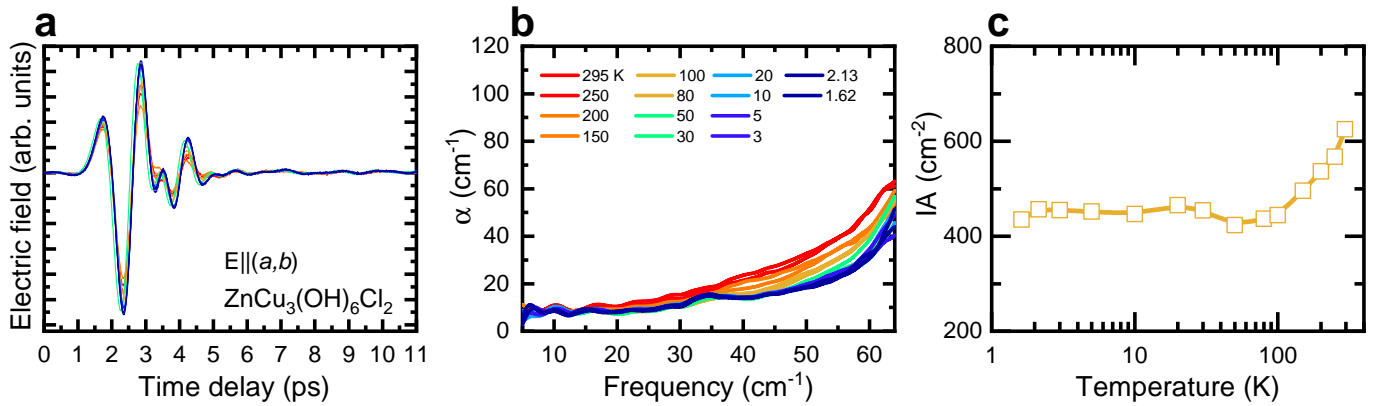 a
Electric field (arb. units)
E||(a,b)
ZnCu₃(OH)₆Cl₂
0 1 2 3 4 5 6 7 8 9 10 11
Time delay (ps)
b
α (cm⁻¹)
120
100
80
60
40
20
0
295 K 100 20 2.13
250 80 10 1.62
200 50 5
150 30 3
10 20 30 40 50 60
Frequency (cm⁻¹)
c
IA (cm⁻²)
800
600
400
200
1 10 100
Temperature (K)